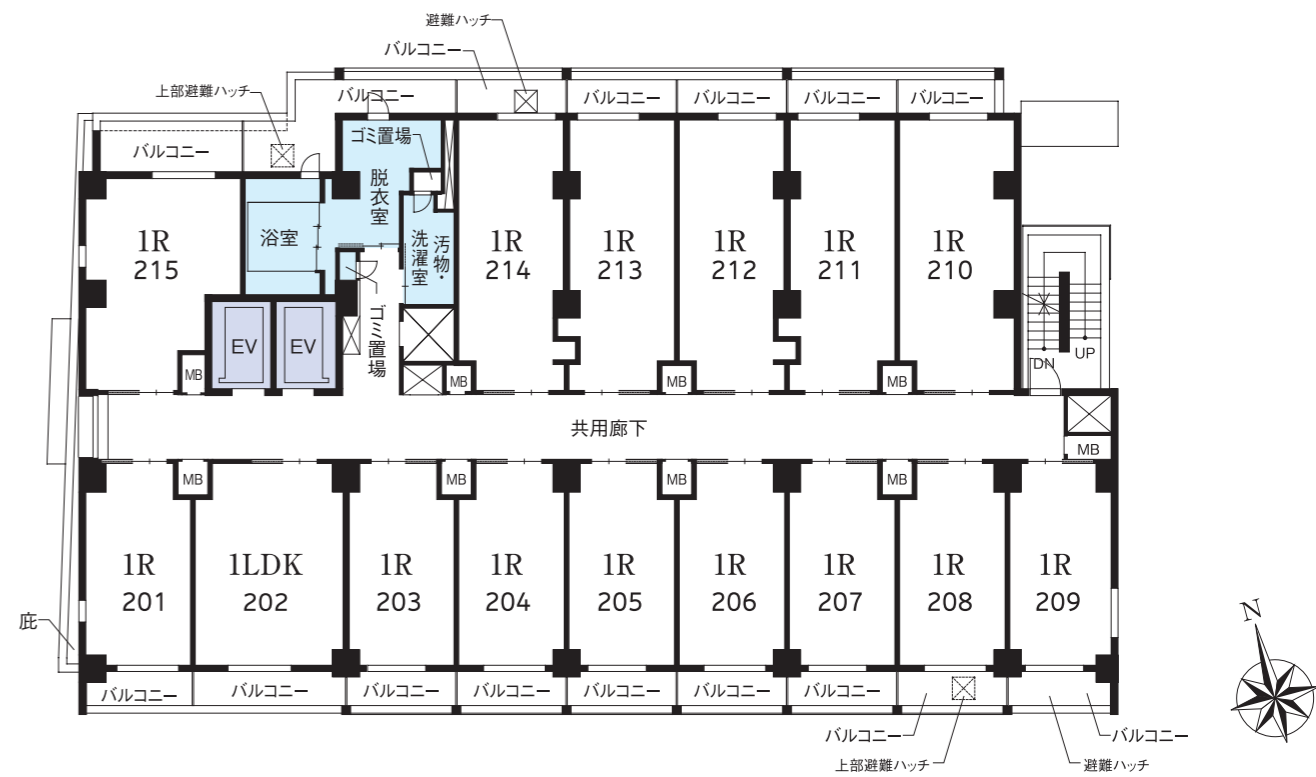 避難ハッチ
バルコニー
上部避難ハッチ
バルコニー
バルコニー
バルコニー
バルコニー
バルコニー
バルコニー
ゴミ置場
脱衣室
浴室
汚物・
洗濯室
ゴミ置場
1R
215
1R
214
1R
213
1R
212
1R
211
1R
210
EV
EV
DN
UP
MB
MB
MB
MB
共用廊下
MB
MB
MB
MB
MB
1R
201
1LDK
202
1R
203
1R
204
1R
205
1R
206
1R
207
1R
208
1R
209
庇
N
バルコニー
バルコニー
バルコニー
バルコニー
バルコニー
バルコニー
バルコニー
バルコニー
バルコニー
上部避難ハッチ
避難ハッチ